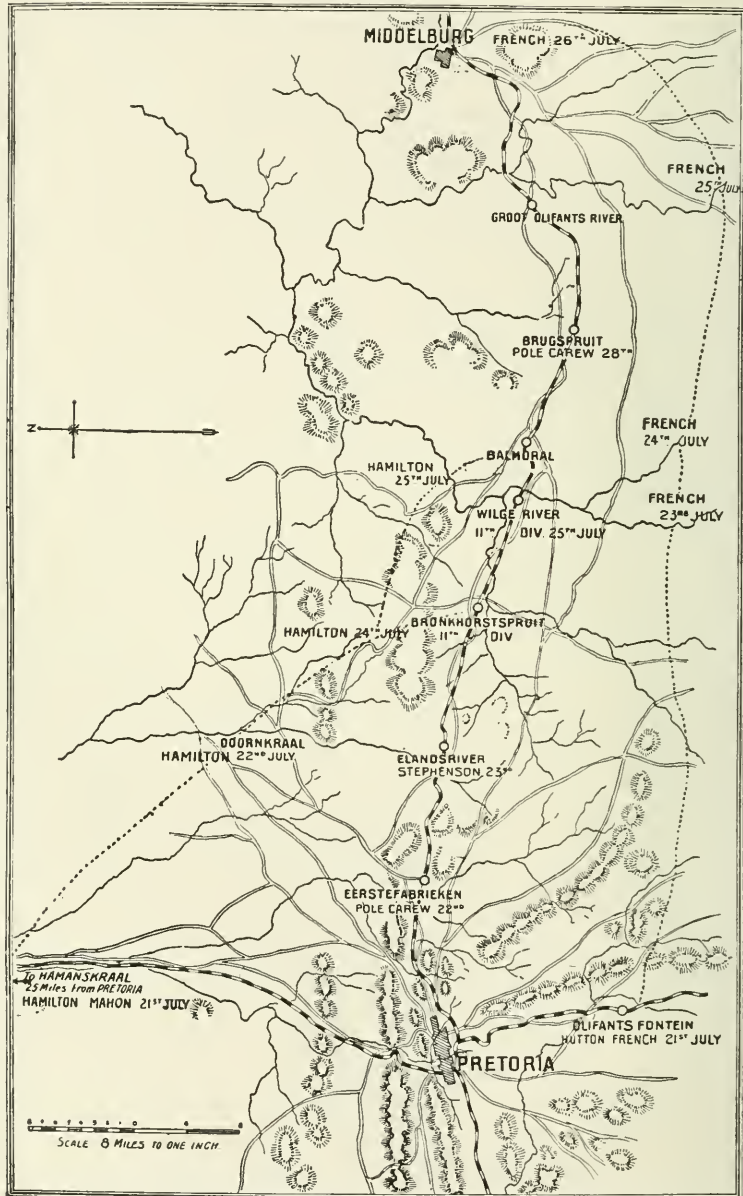 MIDDELBURG
FRENCH 26TH JULY
FRENCH
25TH JULY
GROOT OLIFANTS RIVER
BRUGSPRUIT
POLE CAREW 28TH
N
FRENCH
24TH JULY
BALMORAL
HAMILTON
25TH JULY
FRENCH
23RD JULY
WILGE RIVER
11TH DIV. 25TH JULY
BRONKHORSTSPRUIT
11TH DIV
HAMILTON 24TH JULY
DOORNKRAAL
HAMILTON 22ND JULY
ELANDSRIVER
STEPHENSON 23RD
EERSTEFABRIEKEN
POLE CAREW 22ND
To HAMANSKRAAL
25 Miles from PRETORIA
HAMILTON MAHON 21ST JULY
OLIFANTS FONTEIN
HUTTON FRENCH 21ST JULY
PRETORIA
SCALE 8 MILES TO ONE INCH.